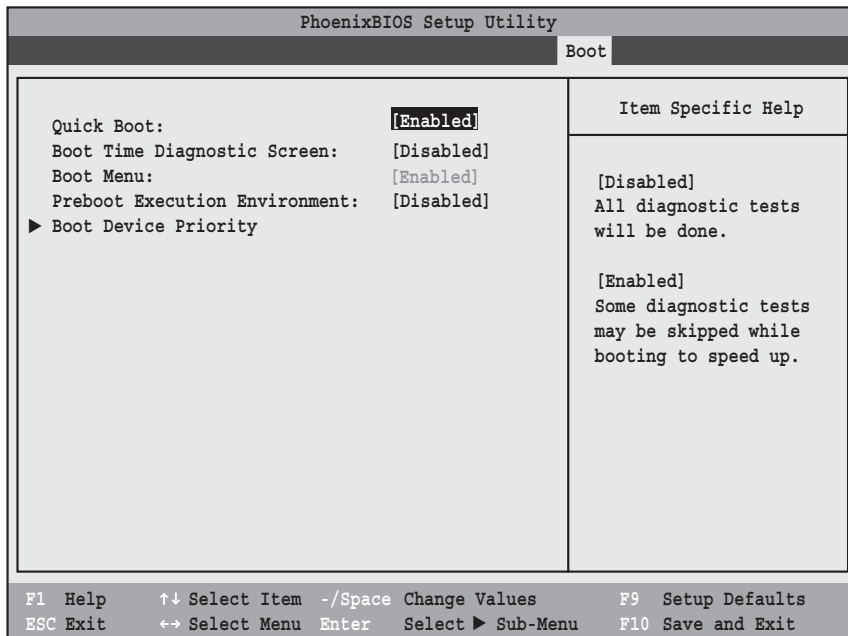 PhoenixBIOS Setup Utility
Boot
Quick Boot: [Enabled]
Boot Time Diagnostic Screen: [Disabled]
Boot Menu: [Enabled]
Preboot Execution Environment: [Disabled]
▶ Boot Device Priority
Item Specific Help
[Disabled]
All diagnostic tests
will be done.
[Enabled]
Some diagnostic tests
may be skipped while
booting to speed up.
F1 Help ↑↓ Select Item -/Space Change Values F9 Setup Defaults
ESC Exit ←→ Select Menu Enter Select ▶ Sub-Menu F10 Save and Exit